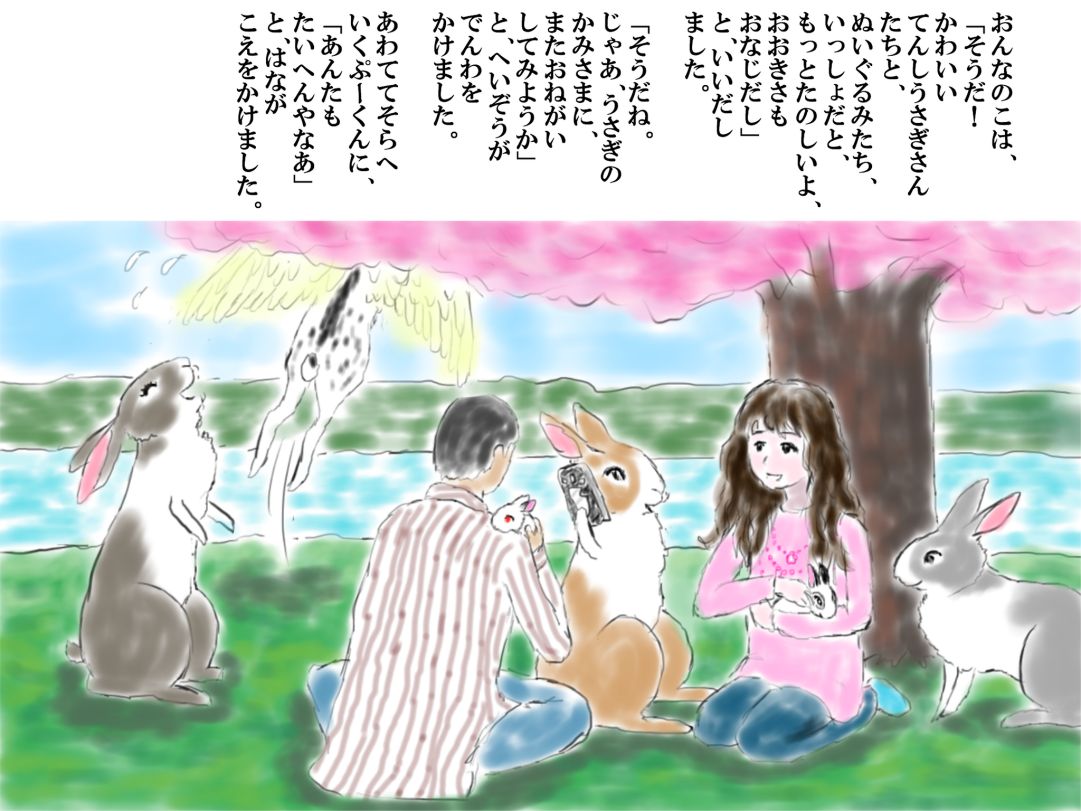 おんなのこは、
「そうだ！
かわいい
てんしうさぎさん
たちと、
ぬいぐるみたち、
いっしょだと、
もっとたのしいよ、
おおきさも
おなじだし」
と、いいだし
ました。
「そうだね。
じゃあ、うさぎの
かみさまに、
またおねがい
してみようか」
と、へいぞうが
でんわを
かけました。
あわててそらへ
いくぷーくんに、
「あんたも
たいへんやなあ」
と、はなが
こえをかけました。